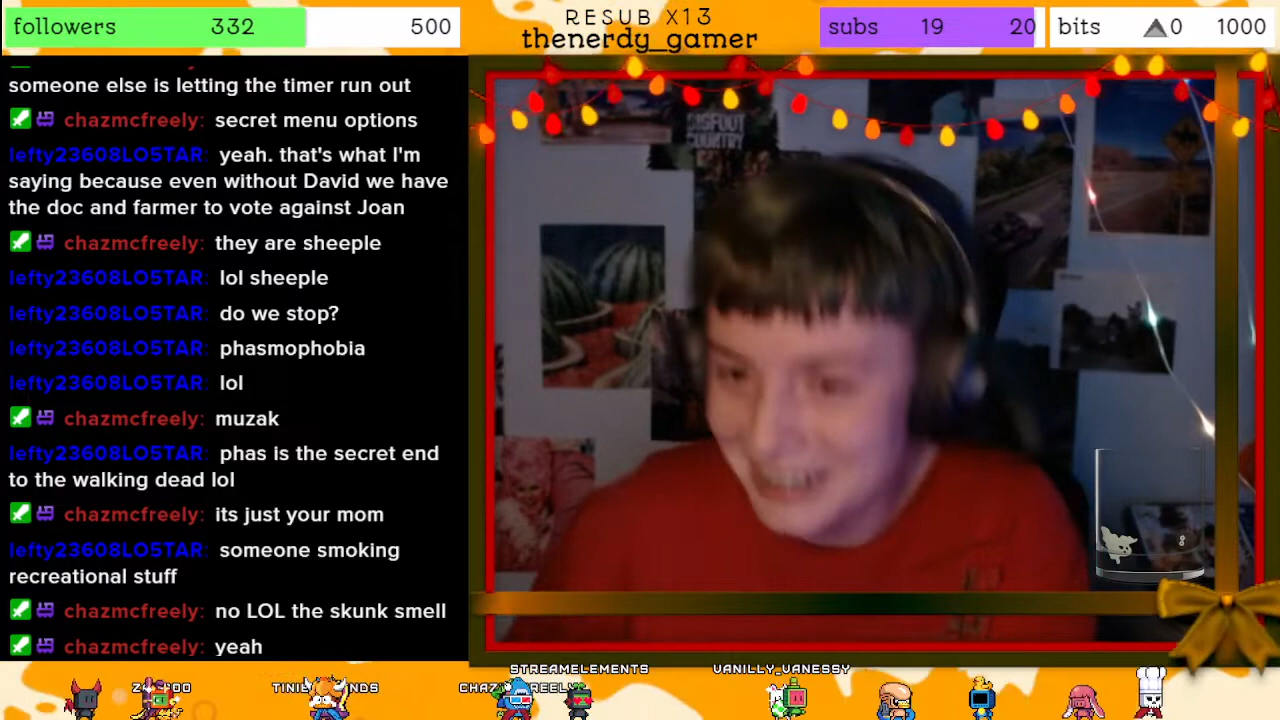 followers 332 500
RESUB X13
thenerdy_gamer
subs 19 20
bits 0 1000
someone else is letting the timer run out
chazmcfreely: secret menu options
lefty23608LO5TAR: yeah. that's what I'm
saying because even without David we have
the doc and farmer to vote against Joan
chazmcfreely: they are sheeple
lefty23608LO5TAR: lol sheeple
lefty23608LO5TAR: do we stop?
lefty23608LO5TAR: phasmophobia
lefty23608LO5TAR: lol
chazmcfreely: muzak
lefty23608LO5TAR: phas is the secret end
to the walking dead lol
chazmcfreely: its just your mom
lefty23608LO5TAR: someone smoking
recreational stuff
chazmcfreely: no LOL the skunk smell
chazmcfreely: yeah
BIGFOOT
COUNTRY
STREAMELEMENTS
VANILLY_VANESSY